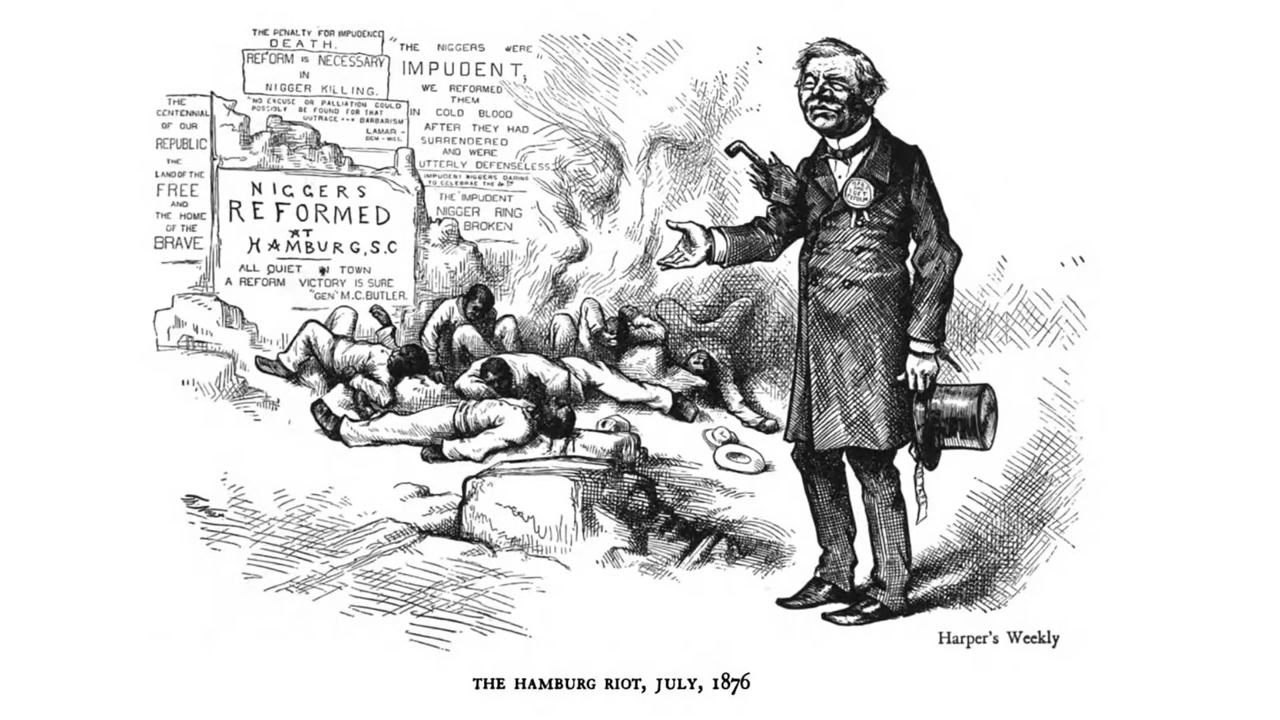 THE PENALTY FOR IMPUDENCE
DEATH.
REFORM IS NECESSARY
IN
NIGGER KILLING.
"NO EXCUSE OR PALLIATION COULD
POSSIBLY BE FOUND FOR THAT
OUTRAGE *** BARBARISM"
LAMAR -
DEM - MISS.
THE
CENTENNIAL
OF OUR
REPUBLIC
THE
LAND OF THE
FREE
AND
THE HOME
OF THE
BRAVE
NIGGERS
REFORMED
AT
HAMBURG, S.C
ALL QUIET IN TOWN
A REFORM VICTORY IS SURE
"GEN" M.C. BUTLER.
"THE NIGGERS WERE
IMPUDENT,
WE REFORMED
THEM
IN COLD BLOOD
AFTER THEY HAD
SURRENDERED
AND WERE
UTTERLY DEFENSELESS
IMPUDENT NIGGERS DARING
TO CELEBRATE THE 4TH
THE "IMPUDENT
NIGGER RING
BROKEN
REFORM
Harper's Weekly
THE HAMBURG RIOT, JULY, 1876